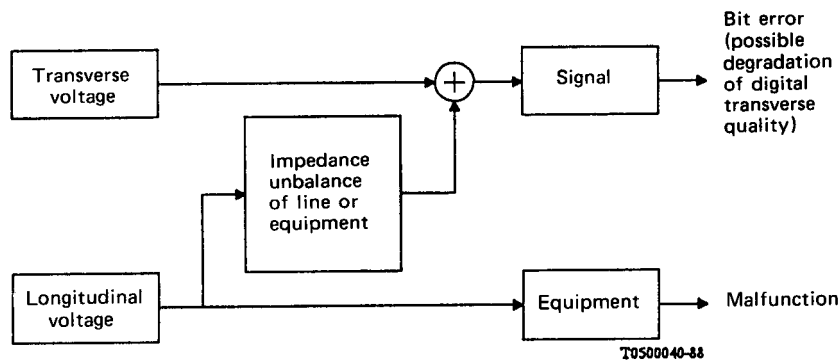 Bit error
(possible
degradation
of digital
transverse
quality)
Transverse
voltage
+
Signal
Impedance
unbalance
of line or
equipment
Longitudinal
voltage
Equipment
Malfunction
T0500040-88